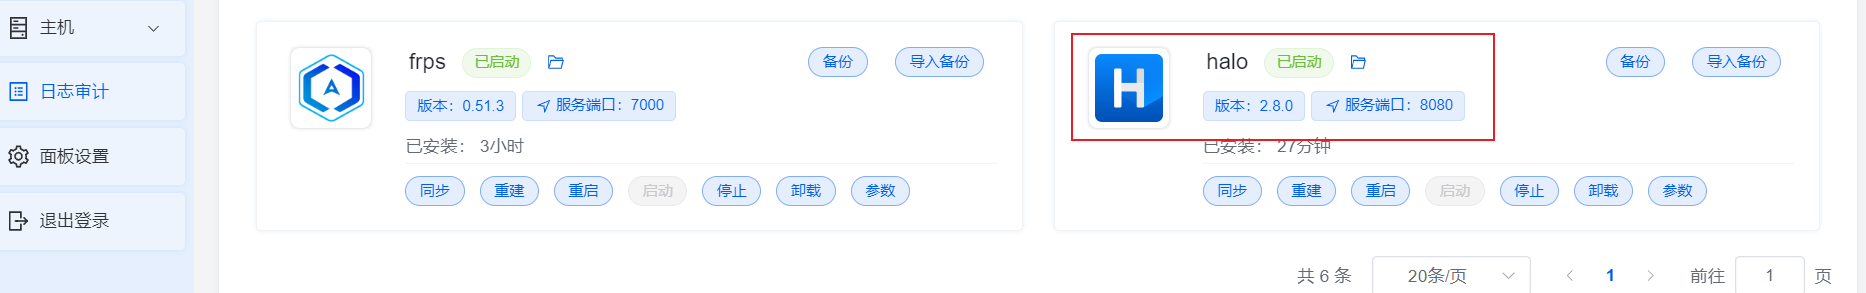 主机
日志审计
面板设置
退出登录
frps 已启动 备份 导入备份
版本：0.51.3 服务端口：7000
已安装： 3小时
同步 重建 重启 启动 停止 卸载 参数
H halo 已启动 备份 导入备份
版本：2.8.0 服务端口：8080
已安装： 27分钟
同步 重建 重启 启动 停止 卸载 参数
共 6 条 20条/页 1 前往 1 页